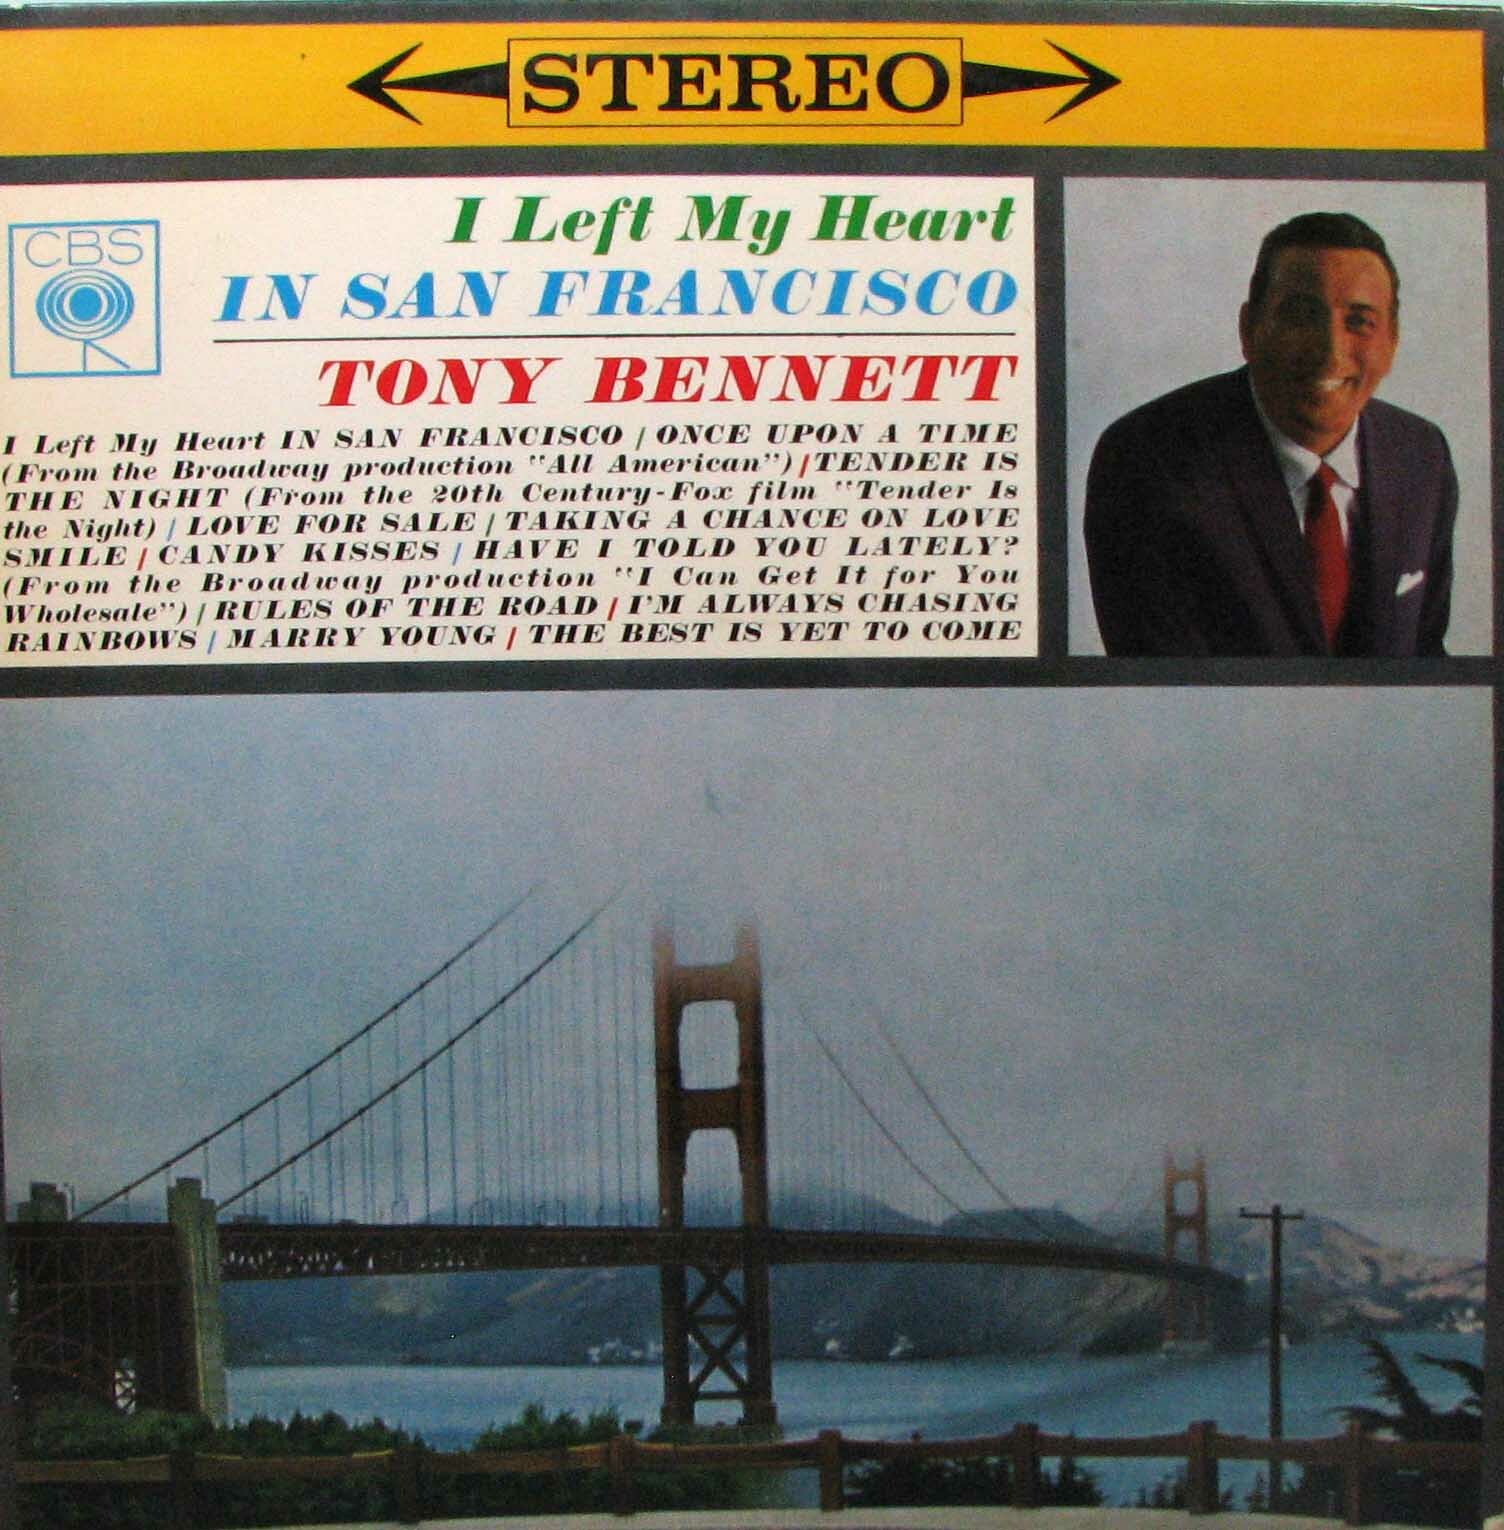 STEREO
CBS
I Left My Heart
IN SAN FRANCISCO
TONY BENNETT
I Left My Heart IN SAN FRANCISCO / ONCE UPON A TIME
(From the Broadway production "All American") / TENDER IS
THE NIGHT (From the 20th Century-Fox film "Tender Is
the Night) / LOVE FOR SALE / TAKING A CHANCE ON LOVE
SMILE / CANDY KISSES / HAVE I TOLD YOU LATELY?
(From the Broadway production "I Can Get It for You
Wholesale") / RULES OF THE ROAD / I'M ALWAYS CHASING
RAINBOWS / MARRY YOUNG / THE BEST IS YET TO COME